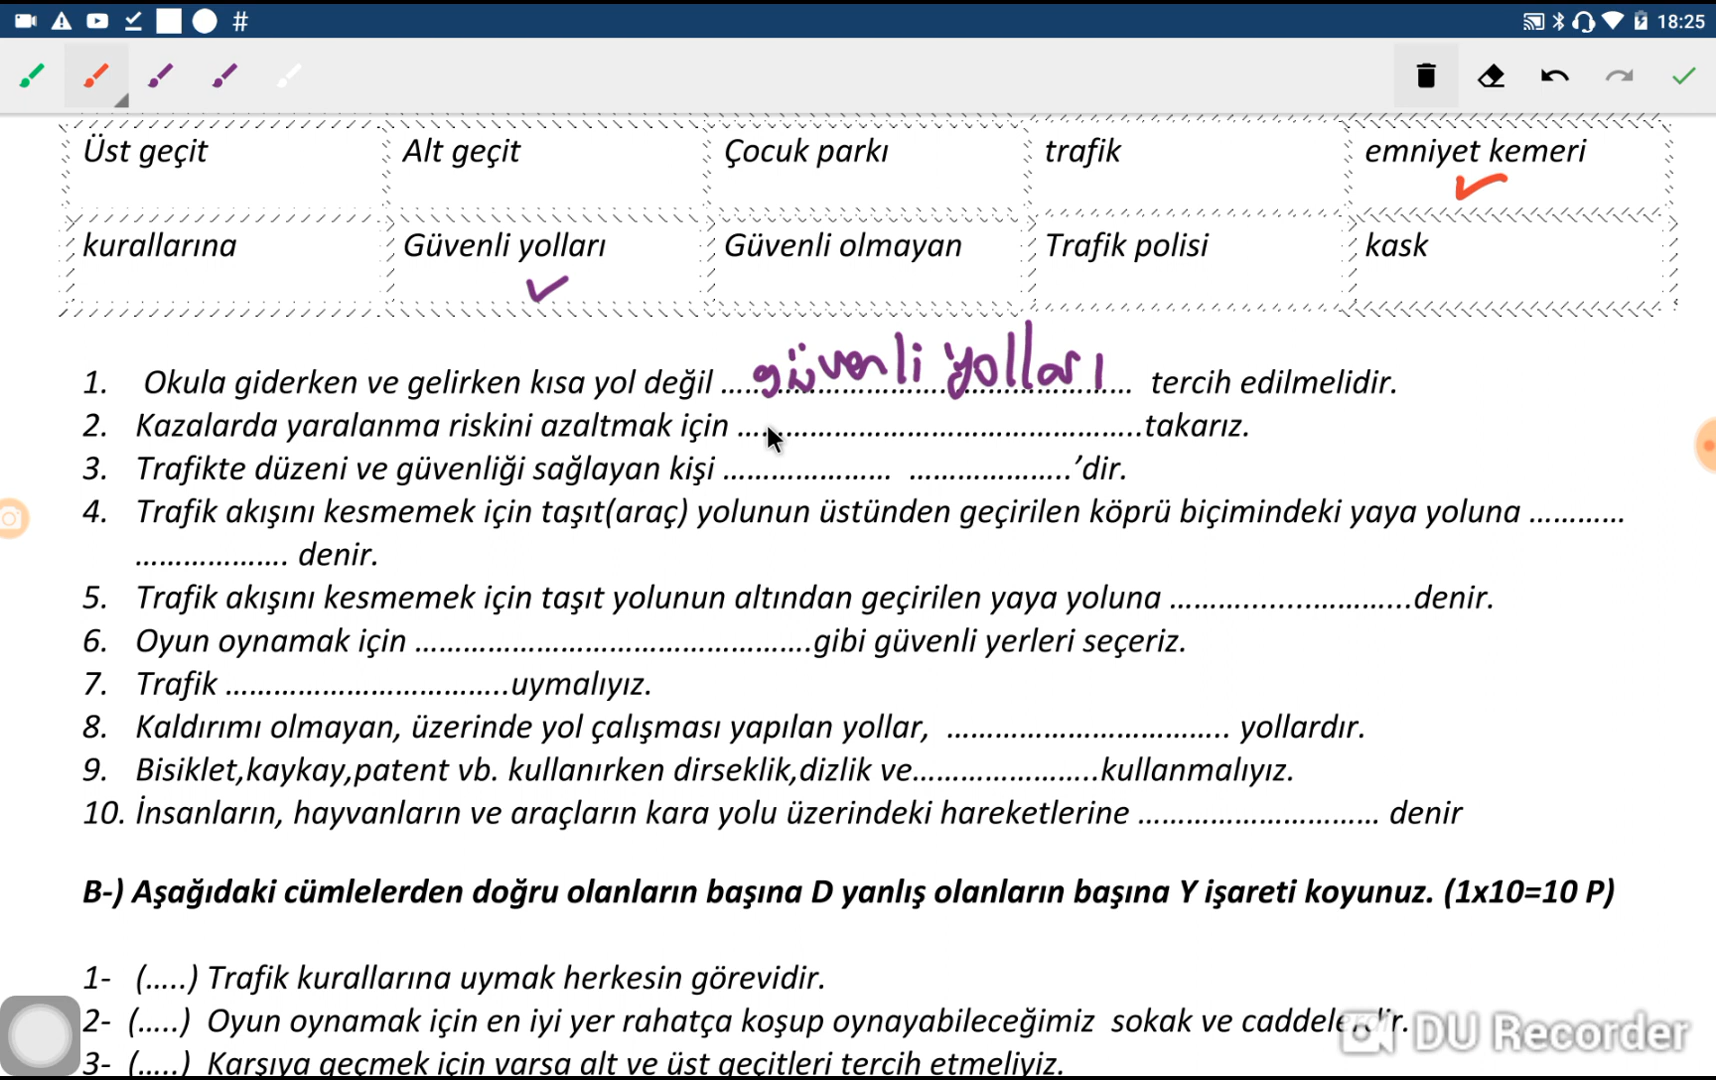 # 18:25
Üst geçit Alt geçit Çocuk parkı trafik emniyet kemeri
kurallarına Güvenli yolları Güvenli olmayan Trafik polisi kask
güvenli yolları
1. Okula giderken ve gelirken kısa yol değil ........................................ tercih edilmelidir.
2. Kazalarda yaralanma riskini azaltmak için ........................................takarız.
3. Trafikte düzeni ve güvenliği sağlayan kişi .................. ..................’dir.
4. Trafik akışını kesmemek için taşıt(araç) yolunun üstünden geçirilen köprü biçimindeki yaya yoluna ............
.................. denir.
5. Trafik akışını kesmemek için taşıt yolunun altından geçirilen yaya yoluna ...........................denir.
6. Oyun oynamak için ........................................gibi güvenli yerleri seçeriz.
7. Trafik ................................uymalıyız.
8. Kaldırımı olmayan, üzerinde yol çalışması yapılan yollar, ................................ yollardır.
9. Bisiklet,kaykay,patent vb. kullanırken dirseklik,dizlik ve......................kullanmalıyız.
10. İnsanların, hayvanların ve araçların kara yolu üzerindeki hareketlerine ............................ denir
B-) Aşağıdaki cümlelerden doğru olanların başına D yanlış olanların başına Y işareti koyunuz. (1x10=10 P)
1- (.....) Trafik kurallarına uymak herkesin görevidir.
2- (.....) Oyun oynamak için en iyi yer rahatça koşup oynayabileceğimiz sokak ve caddelerdir.
DU Recorder
3- (.....) Karşıya geçmek için varsa alt ve üst geçitleri tercih etmeliyiz.